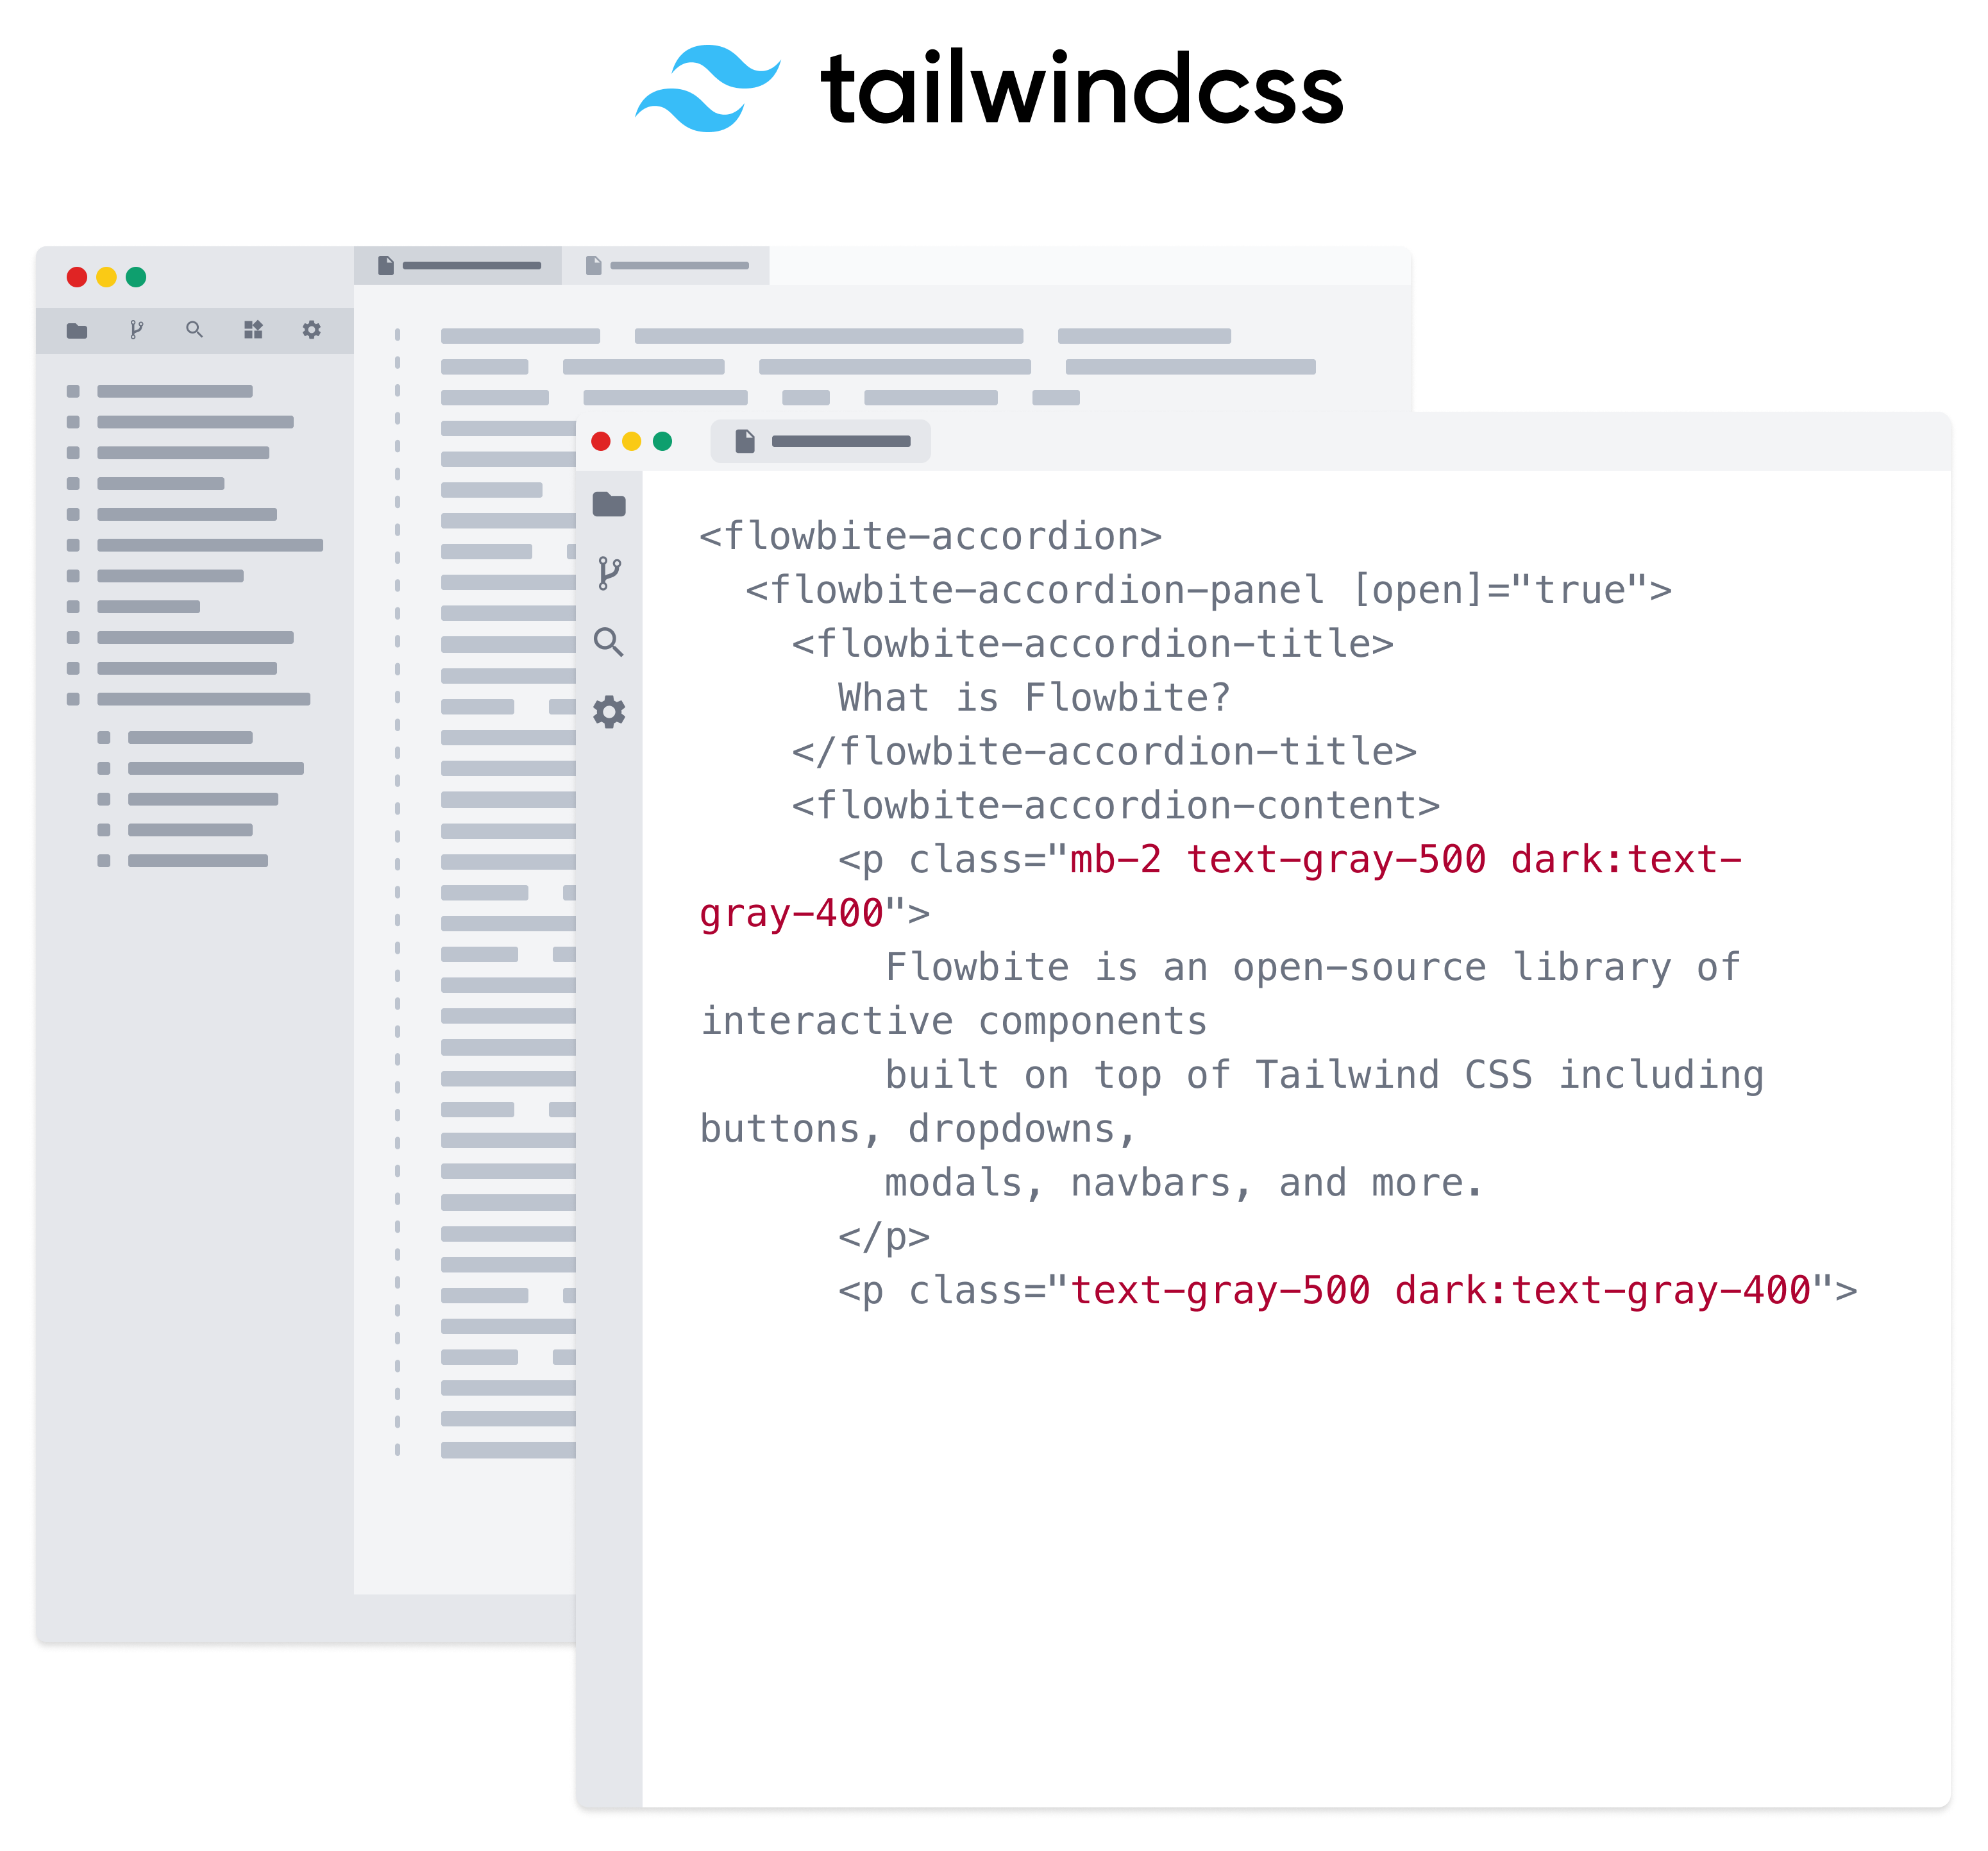 tailwindcss
<flowbite-accordion>
<flowbite-accordion-panel [open]="true">
<flowbite-accordion-title>
What is Flowbite?
</flowbite-accordion-title>
<flowbite-accordion-content>
<p class="mb-2 text-gray-500 dark:text-
gray-400">
Flowbite is an open-source library of
interactive components
built on top of Tailwind CSS including
buttons, dropdowns,
modals, navbars, and more.
</p>
<p class="text-gray-500 dark:text-gray-400">